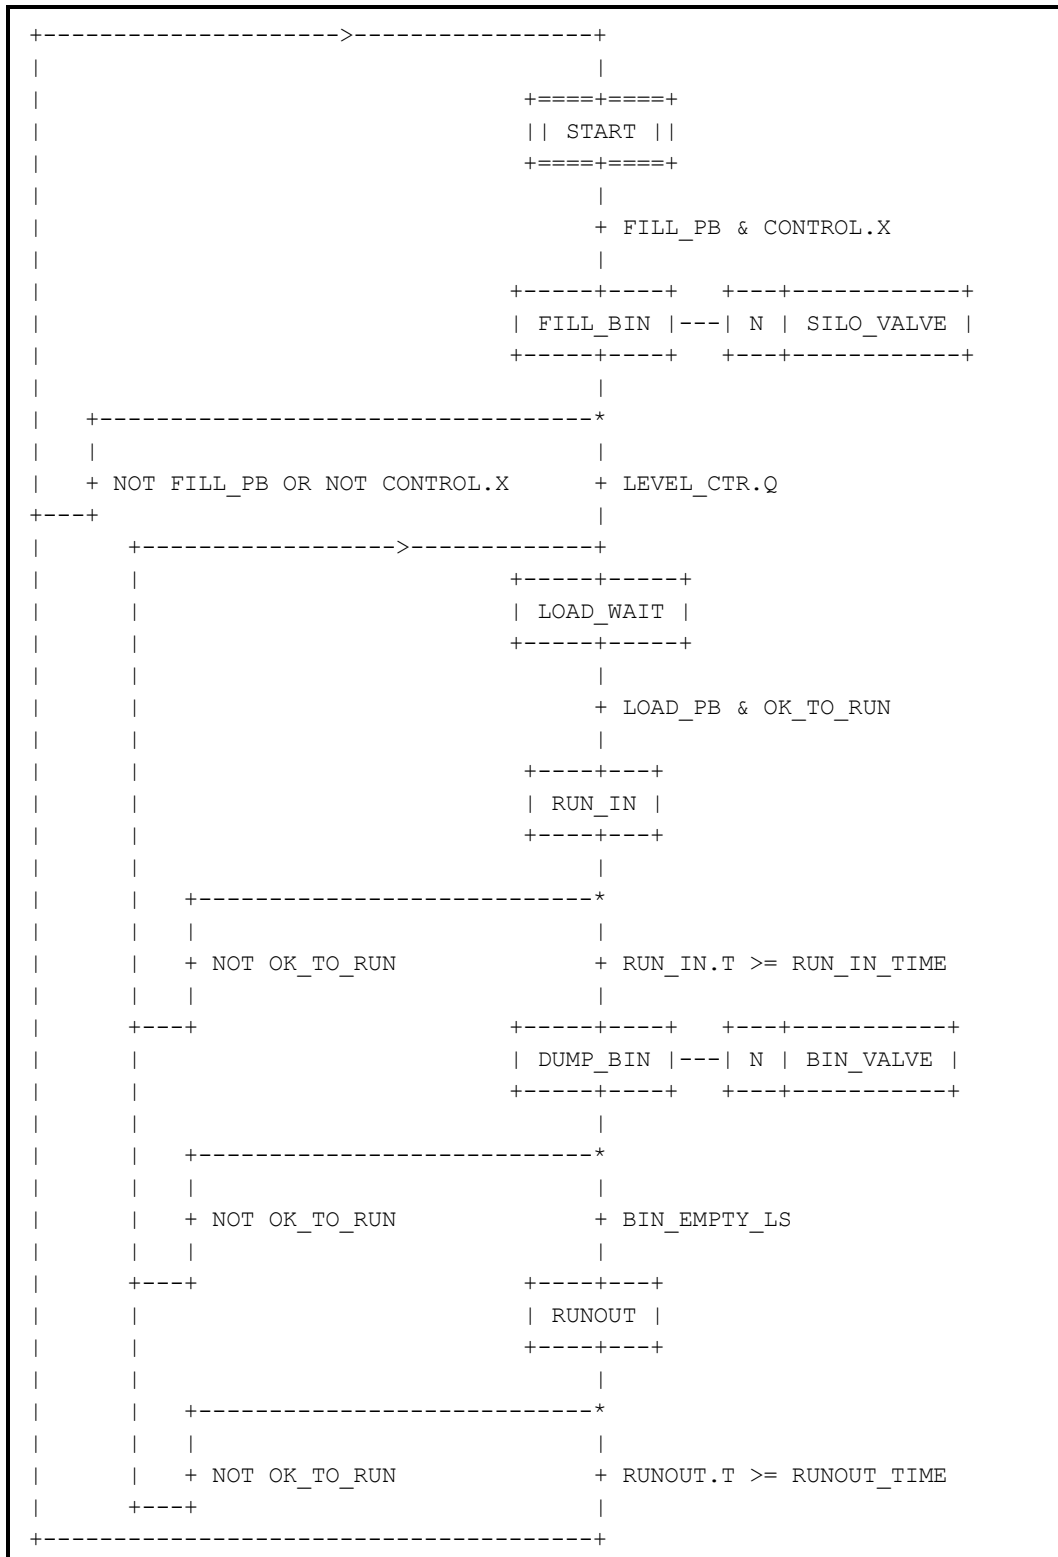 +--------------------->-----------------+
|                                       |
|                                  +====+====+
|                                  || START ||
|                                  +====+====+
|                                       |
|                                       + FILL_PB & CONTROL.X
|                                       |
|                                 +-----+----+   +---+------------+
|                                 | FILL_BIN |---| N | SILO_VALVE |
|                                 +-----+----+   +---+------------+
|                                       |
|   +-----------------------------------*
|   |                                   |
|   + NOT FILL_PB OR NOT CONTROL.X      + LEVEL_CTR.Q
+---+                                   |
|      +------------------>-------------+
|      |                          +-----+-----+
|      |                          | LOAD_WAIT |
|      |                          +-----+-----+
|      |                                |
|      |                                + LOAD_PB & OK_TO_RUN
|      |                                |
|      |                           +----+---+
|      |                           | RUN_IN |
|      |                           +----+---+
|      |                                |
|      |   +----------------------------*
|      |   |                            |
|      |   + NOT OK_TO_RUN              + RUN_IN.T >= RUN_IN_TIME
|      |   |                            |
|      +---+                      +-----+----+   +---+-----------+
|      |                          | DUMP_BIN |---| N | BIN_VALVE |
|      |                          +-----+----+   +---+-----------+
|      |                                |
|      |   +----------------------------*
|      |   |                            |
|      |   + NOT OK_TO_RUN              + BIN_EMPTY_LS
|      |   |                            |
|      +---+                       +----+---+
|      |                           | RUNOUT |
|      |                           +----+---+
|      |                                |
|      |   +----------------------------*
|      |   |                            |
|      |   + NOT OK_TO_RUN              + RUNOUT.T >= RUNOUT_TIME
|      +---+                            |
+---------------------------------------+